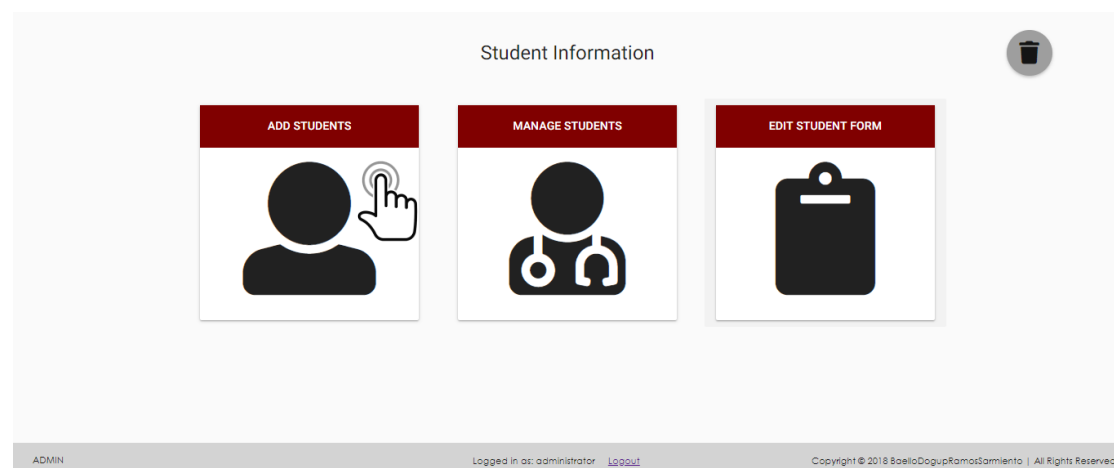 Student Information
ADD STUDENTS
MANAGE STUDENTS
EDIT STUDENT FORM
ADMIN
Logged in as: administrator Logout
Copyright © 2018 BaelloDogupRamosSarmiento | All Rights Reserved